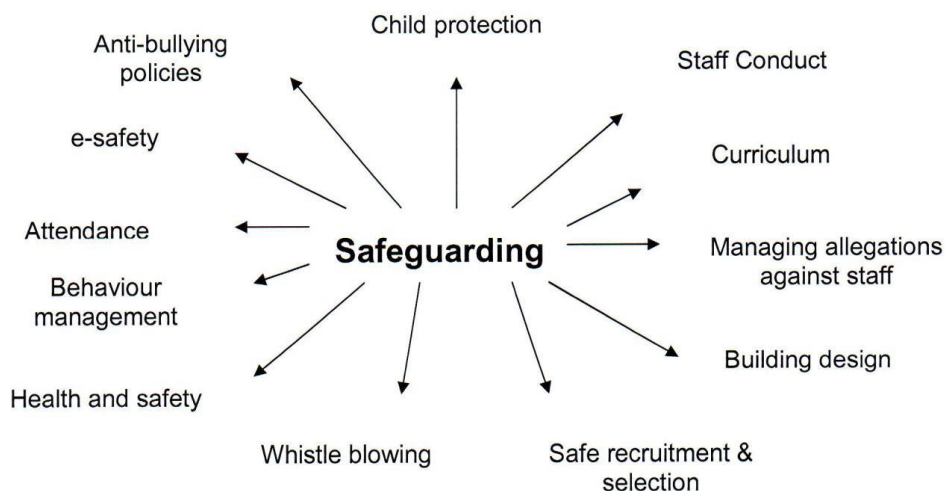 Child protection
Anti-bullying
policies
Staff Conduct
e-safety
Curriculum
Attendance
Safeguarding
Managing allegations
against staff
Behaviour
management
Building design
Health and safety
Whistle blowing
Safe recruitment &
selection